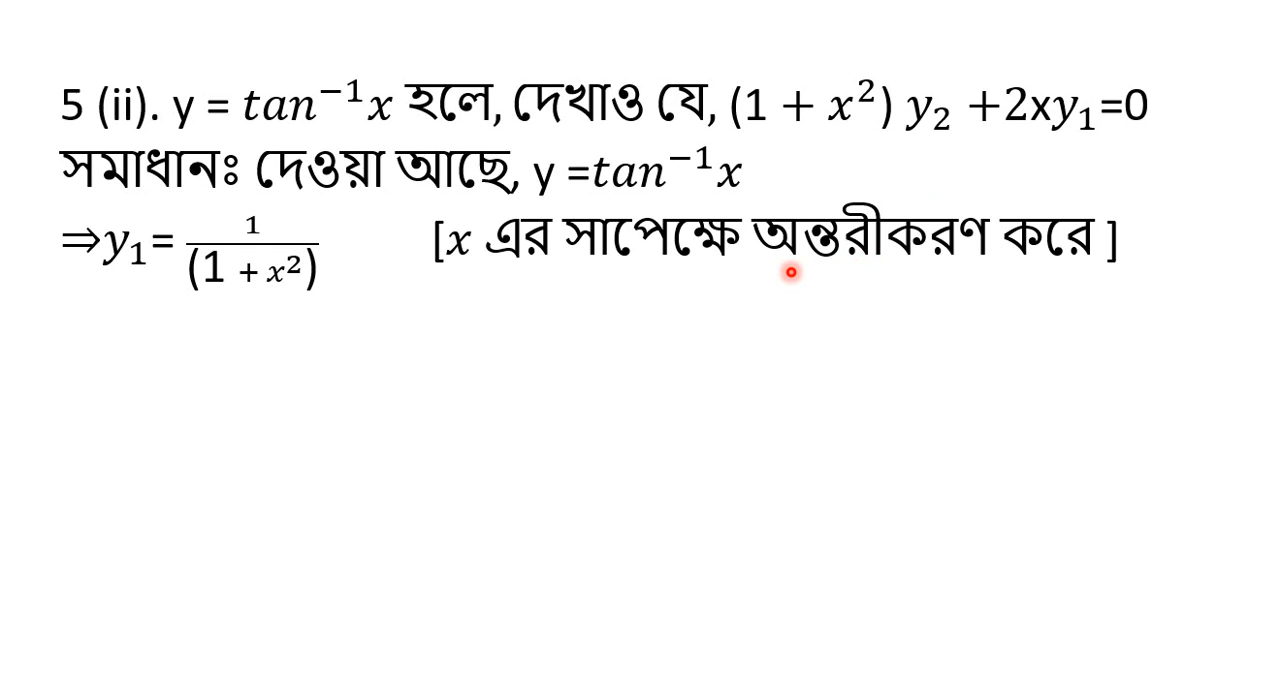 5 (ii). y = tan⁻¹x হলে, দেখাও যে, (1 + x²) y₂ +2xy₁=0
সমাধানঃ দেওয়া আছে, y =tan⁻¹x
⇒y₁= 1/(1 + x²) [x এর সাপেক্ষে অন্তরীকরণ করে ]